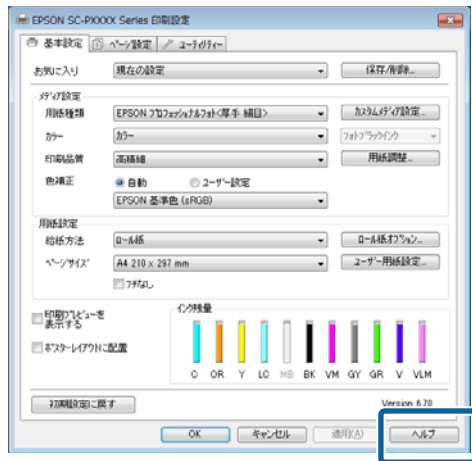 EPSON SC-PXXXX Series 印刷設定
基本設定 ページ設定 ユーティリティー
お気に入り 現在の設定 保存/削除...
メディア設定
用紙種類 EPSON プロフェッショナルフォト<厚手 絹目> カスタムメディア設定...
カラー カラー フォトブラックインク
印刷品質 高精細 用紙調整...
色補正 自動 ユーザー設定
EPSON 基準色 (sRGB)
用紙設定
給紙方法 ロール紙 ロール紙オプション...
ページサイズ A4 210 x 297 mm ユーザー用紙設定...
フチなし
印刷プレビューを
表示する
インク残量
ポスターレイアウトに配置
C OR Y LC MB BK VM GY GR V VLM
初期設定に戻す Version 6.70
OK キャンセル 適用(A) ヘルプ